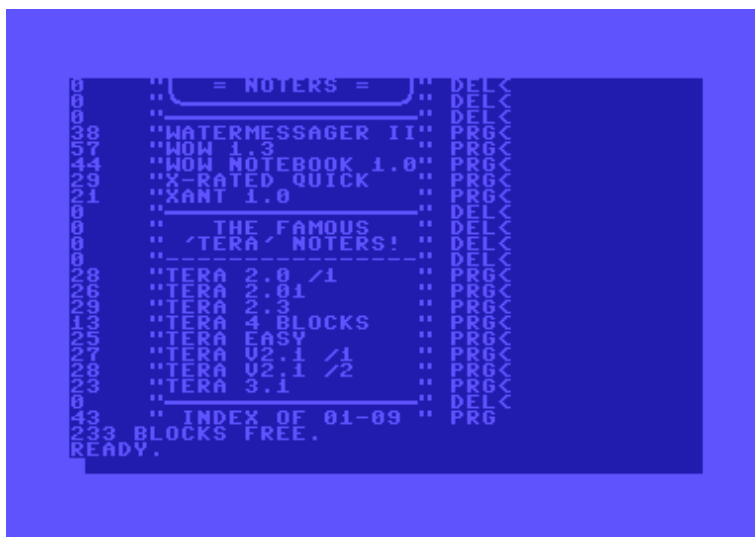 0 " = NOTERS = " DEL<
0 " " DEL<
0 " " DEL<
38 "WATERMESSAGER II" PRG<
57 "WOW 1.3 " PRG<
44 "WOW NOTEBOOK 1.0" PRG<
29 "X-RATED QUICK " PRG<
21 "XANT 1.0 " PRG<
0 " " DEL<
0 " THE FAMOUS " DEL<
0 " 'TERA' NOTERS! " DEL<
0 "----------------" DEL<
28 "TERA 2.0 /1 " PRG<
26 "TERA 2.01 " PRG<
29 "TERA 2.3 " PRG<
13 "TERA 4 BLOCKS " PRG<
25 "TERA EASY " PRG<
27 "TERA V2.1 /1 " PRG<
28 "TERA V2.1 /2 " PRG<
23 "TERA 3.1 " PRG<
0 " " DEL<
43 " INDEX OF 01-09 " PRG
233 BLOCKS FREE.
READY.